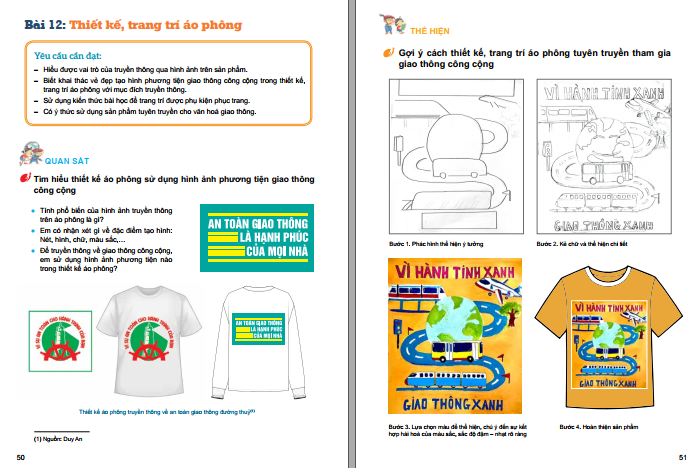 Bài 12: Thiết kế, trang trí áo phông
Yêu cầu cần đạt:
– Hiểu được vai trò của truyền thông qua hình ảnh trên sản phẩm.
– Biết khai thác vẻ đẹp tạo hình phương tiện giao thông công cộng trong thiết kế,
trang trí áo phông với mục đích truyền thông.
– Sử dụng kiến thức bài học để trang trí được phụ kiện phục trang.
– Có ý thức sử dụng sản phẩm tuyên truyền cho văn hoá giao thông.
QUAN SÁT
Tìm hiểu thiết kế áo phông sử dụng hình ảnh phương tiện giao thông
công cộng
• Tính phổ biến của hình ảnh truyền thông
trên áo phông là gì?
• Em có nhận xét gì về đặc điểm tạo hình:
Nét, hình, chữ, màu sắc,...
• Để truyền thông về giao thông công cộng,
em sử dụng hình ảnh phương tiện nào
trong thiết kế áo phông?
AN TOÀN GIAO THÔNG
LÀ HẠNH PHÚC
CỦA MỌI NHÀ
AN TOÀN GIAO THÔNG
LÀ HẠNH PHÚC
CỦA MỌI NHÀ
Thiết kế áo phông truyền thông về an toàn giao thông đường thuỷ(1)
(1) Nguồn: Duy An
50
THỂ HIỆN
Gợi ý cách thiết kế, trang trí áo phông tuyên truyền tham gia
giao thông công cộng
VÌ HÀNH TINH XANH
GIAO THÔNG XANH
Bước 1. Phác hình thể hiện ý tưởng
Bước 2. Kẻ chữ và thể hiện chi tiết
VÌ HÀNH TINH XANH
GIAO THÔNG XANH
VÌ HÀNH TINH XANH
GIAO THÔNG XANH
Bước 3. Lựa chọn màu để thể hiện, chú ý đến sự kết
hợp hài hoà của màu sắc, sắc độ đậm – nhạt rõ ràng
Bước 4. Hoàn thiện sản phẩm
51